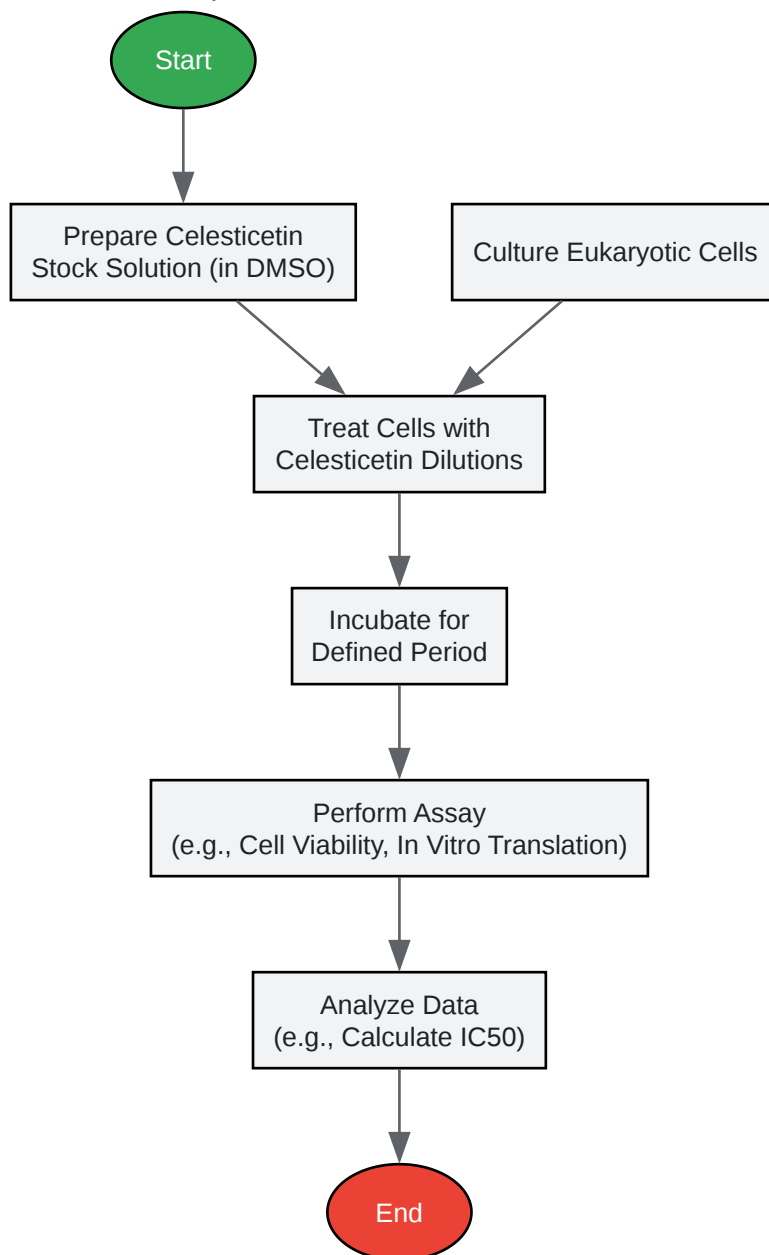 Start
Prepare Celesticetin
Stock Solution (in DMSO)
Culture Eukaryotic Cells
Treat Cells with
Celesticetin Dilutions
Incubate for
Defined Period
Perform Assay
(e.g., Cell Viability, In Vitro Translation)
Analyze Data
(e.g., Calculate IC50)
End